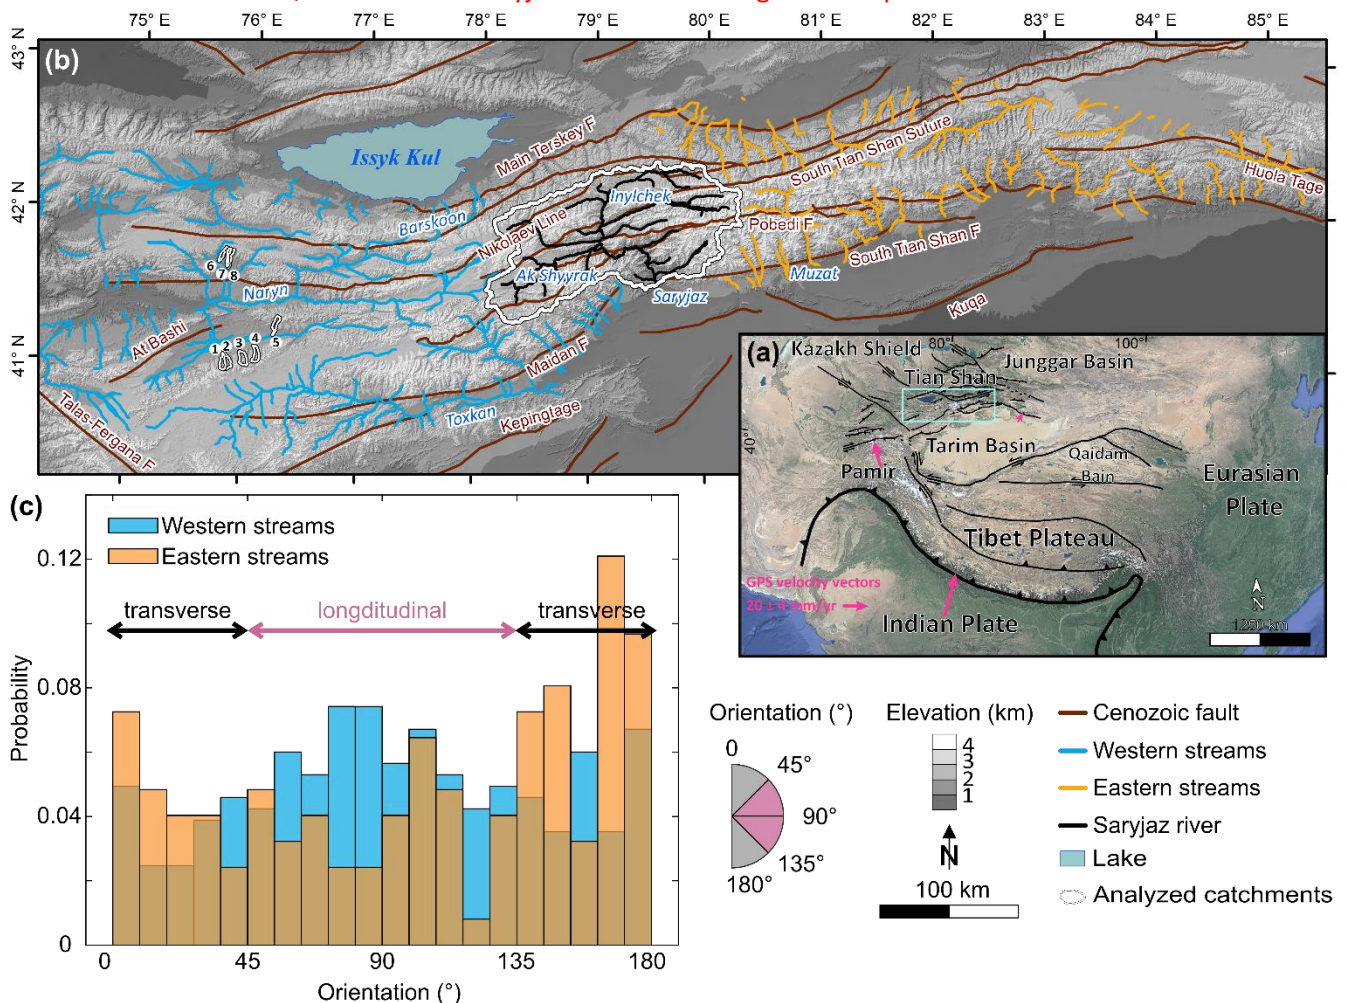 75° E
76° E
77° E
78° E
79° E
80° E
81° E
82° E
83° E
84° E
85° E
43° N
42° N
41° N
(b)
Issyk Kul
Main Terskey F
South Tian Shan Suture
Huola Tage
Inylchek
Barskoon
Nikolaev Line
Pobedi F
South Tian Shan F
Ak Shyyrak
Muzat
Saryjaz
Kuqa
6
7
8
Naryn
At Bashi
1
2
3
4
5
Maidan F
Toxkan
Kepingtage
Talas-Fergana F
75° E
76° E
77° E
78° E
79° E
80° E
(a)
80°
100°
40°
Kazakh Shield
Junggar Basin
Tian Shan
Tarim Basin
Qaidam
Bain
Pamir
Eurasian
Plate
Tibet Plateau
GPS velocity vectors
20 ± 4 mm/yr
Indian Plate
N
1250 km
(c)
Western streams
Eastern streams
transverse
longditudinal
transverse
0.12
0.08
0.04
0
Probability
0
45
90
135
180
Orientation (°)
Orientation (°)
0
45°
90°
135°
180°
Elevation (km)
4
3
2
1
N
100 km
Cenozoic fault
Western streams
Eastern streams
Saryjaz river
Lake
Analyzed catchments